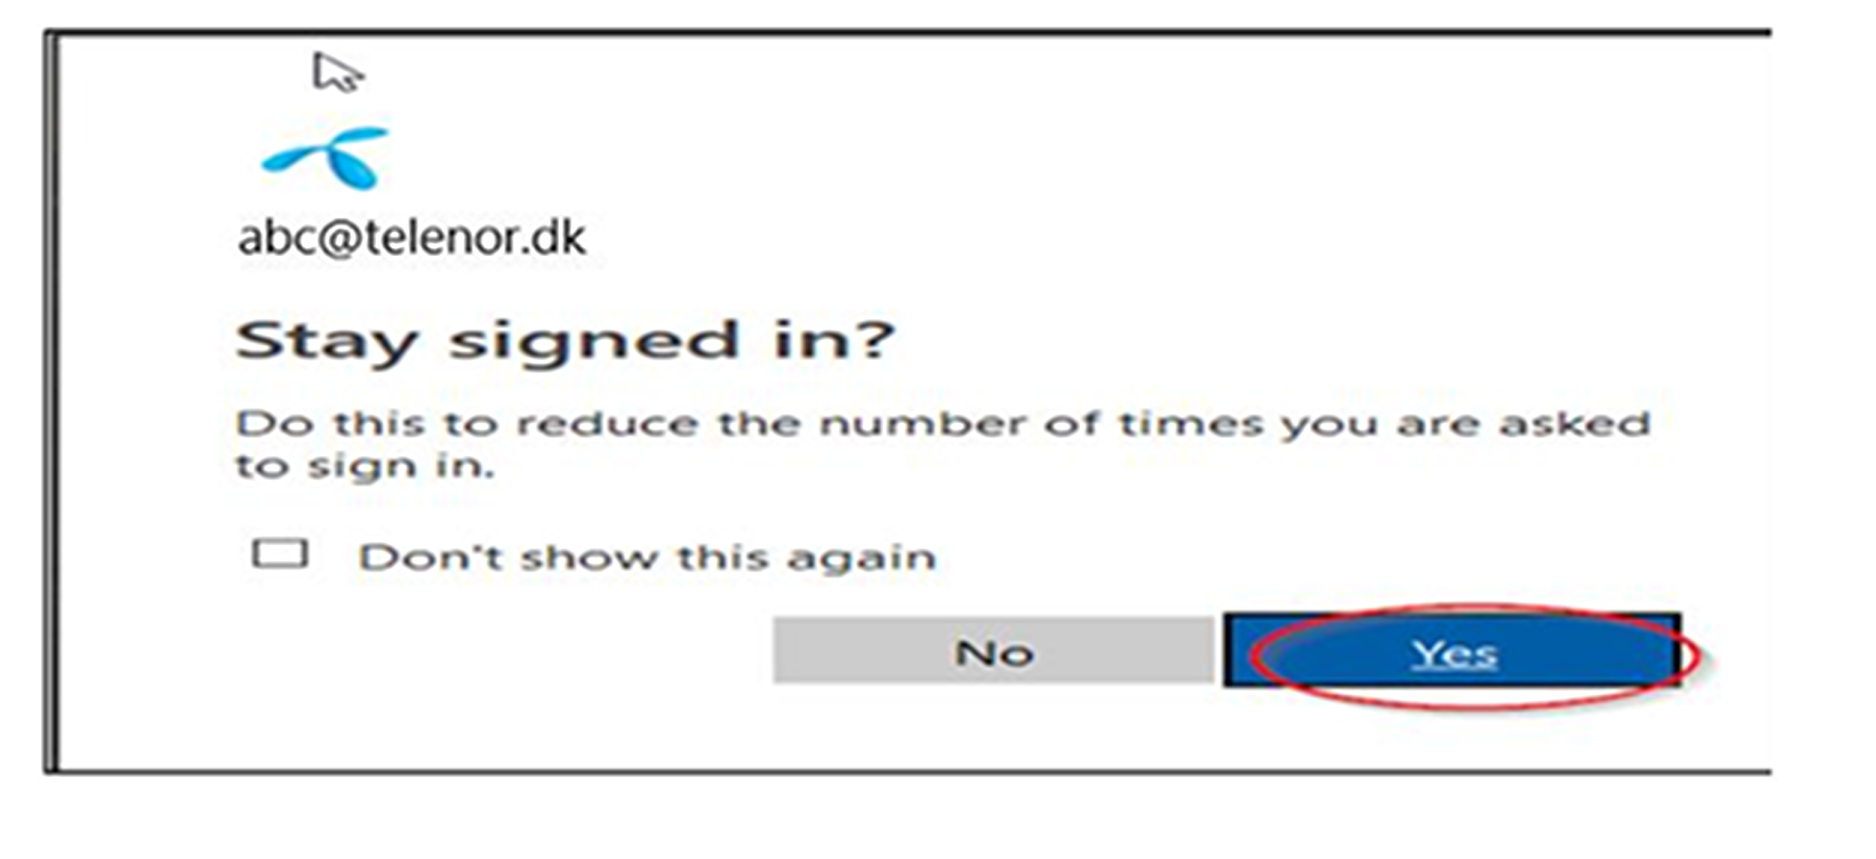 abc@telenor.dk
Stay signed in?
Do this to reduce the number of times you are asked
to sign in.
Don't show this again
No
Yes